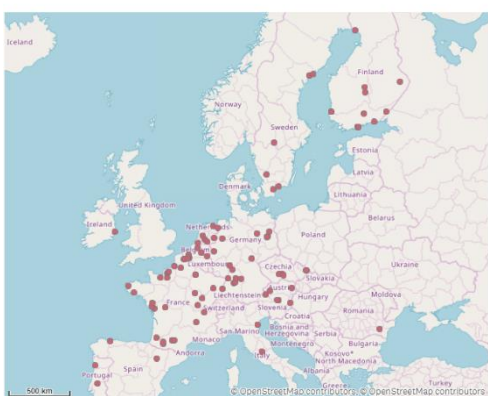 Iceland
Finland
Norway
Sweden
Estonia
Latvia
Denmark
Lithuania
United Kingdom
Belarus
Ireland
Netherlands
Germany
Poland
Belgium
Luxembourg
Czechia
Ukraine
Slovakia
Austria
Liechtenstein
Hungary
Moldova
France
Switzerland
Slovenia
Croatia
Romania
San Marino
Bosnia and
Herzegovina
Serbia
Monaco
Montenegro
Bulgaria
Andorra
Italy
Kosovo*
North Macedonia
Portugal
Spain
Albania
Turkey
Greece
500 km
© OpenStreetMap contributors, © OpenStreetMap contributors